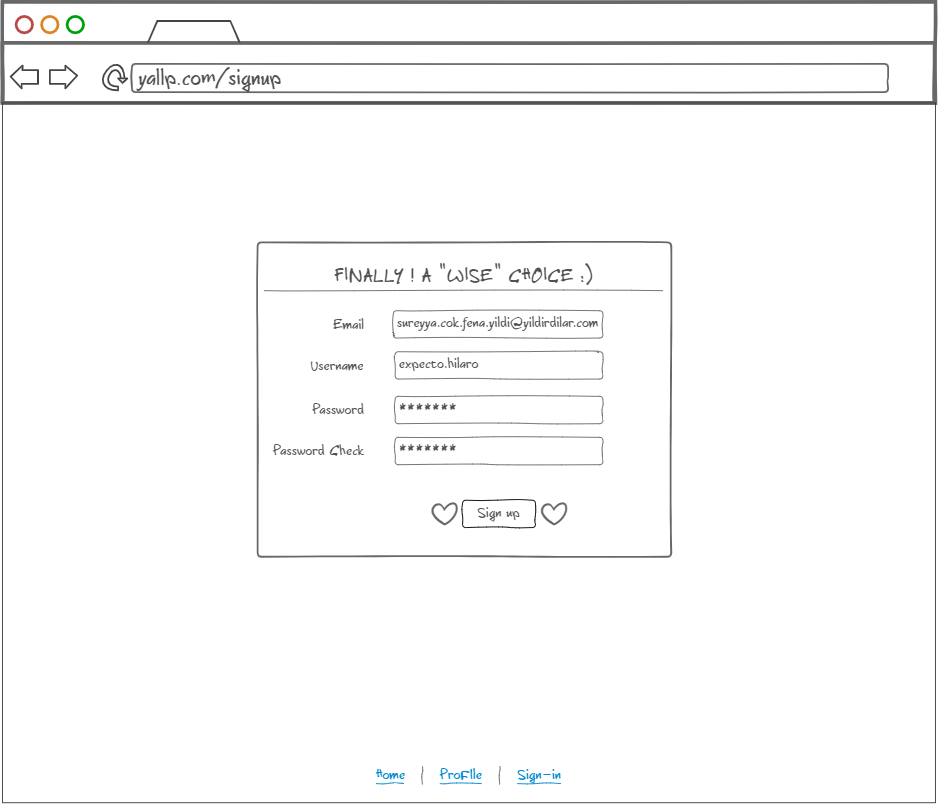 yallp.com/signup
FINALLY ! A "WISE" CHOICE :)
Email sureyya.cok.fena.yildi@yildirdilar.com
Username expecto.hilaro
Password *******
Password Check *******
Sign up
Home | Profile | Sign-in